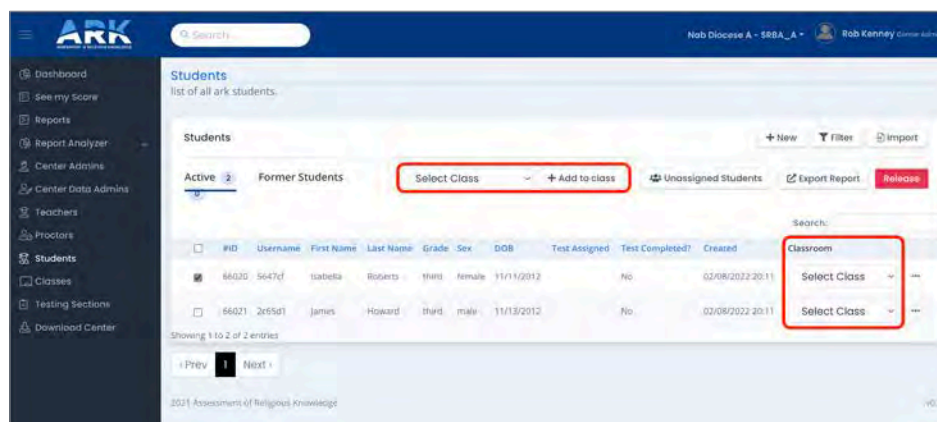 ARK
Search...
Nab Diocese A - SRBA_A
Rob Kenney
Dashboard
See my Score
Reports
Report Analyzer
Center Admins
Center Data Admins
Teachers
Proctors
Students
Classes
Testing Sections
Download Center
Students
list of all ark students.
Students
+ New Filter Import
Active 2 Former Students Select Class + Add to class Unassigned Students Export Report Release
0
Search:
#ID Username First Name Last Name Grade Sex DOB Test Assigned Test Completed? Created Classroom
66020 5647cf Isabella Roberts third female 11/11/2012 No 02/08/2022 20:11 Select Class ...
66021 2c65d1 James Howard third male 11/13/2012 No 02/08/2022 20:11 Select Class ...
Showing 1 to 2 of 2 entries
‹ Prev 1 Next ›
2021 Assessment of Religious Knowledge